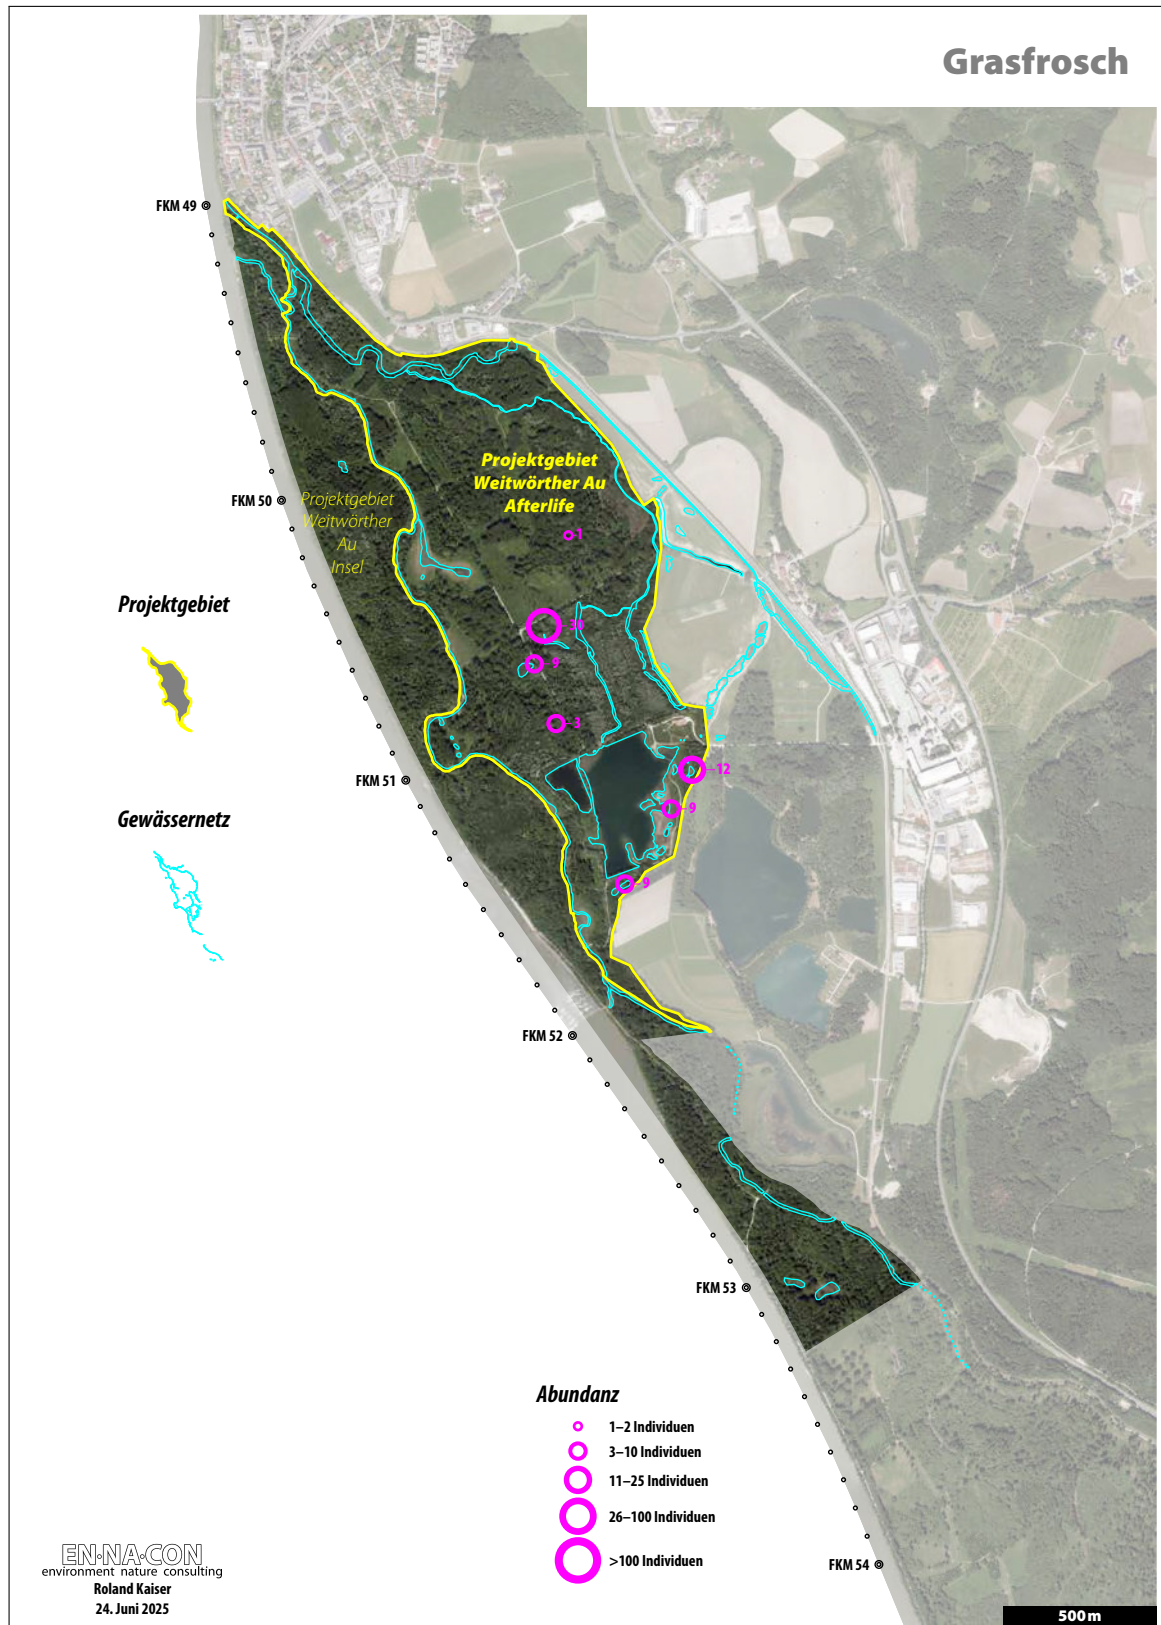 Grasfrosch
FKM 49
FKM 50
Projektgebiet
Weitwörther Au
Afterlife
Projektgebiet
Weitwörther
Au
Insel
1
9
3
12
9
9
Projektgebiet
Gewässernetz
FKM 51
FKM 52
FKM 53
FKM 54
Abundanz
1–2 Individuen
3–10 Individuen
11–25 Individuen
26–100 Individuen
>100 Individuen
EN·NA·CON
environment nature consulting
Roland Kaiser
24. Juni 2025
500 m